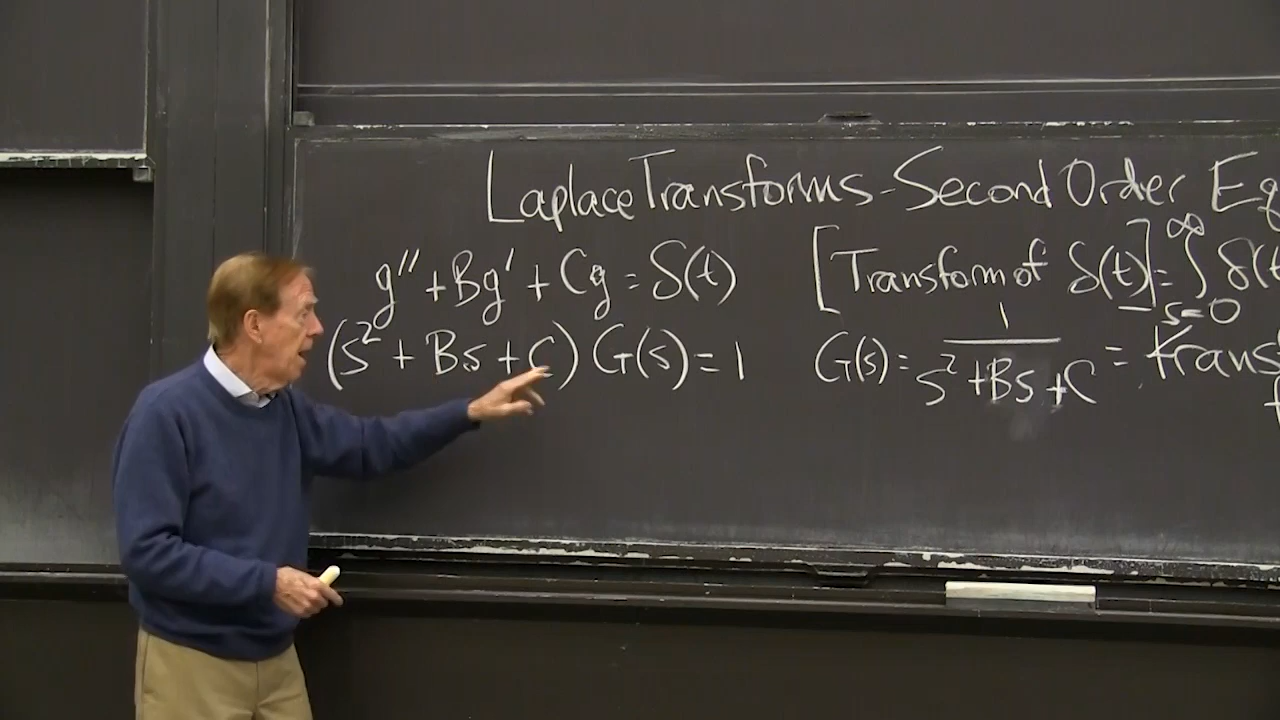 Laplace Transforms - Second Order Eq
g'' + Bg' + Cg = δ(t)
[Transform of δ(t)] = ∫_{s=0}^{∞} δ(t
(s² + Bs + C) G(s) = 1
G(s) = 1/(s² + Bs + C) = trans